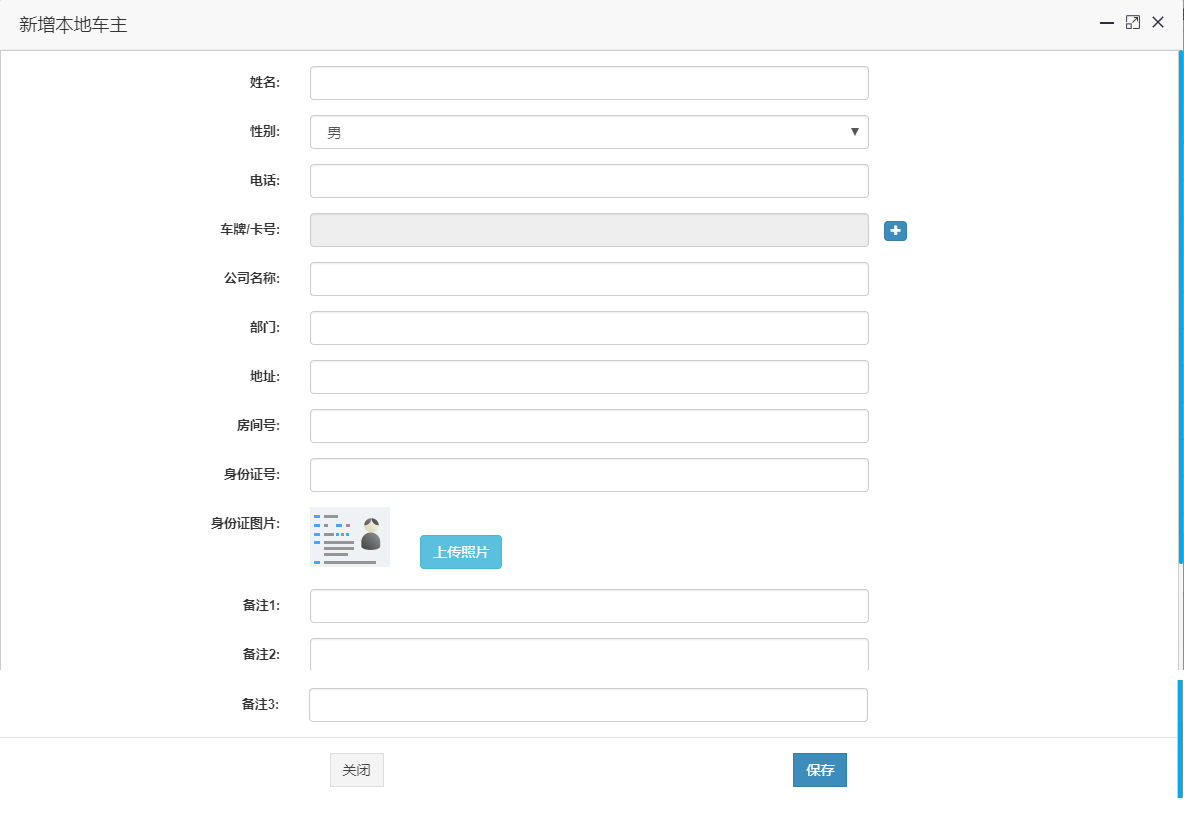 新增本地车主
姓名:
性别: 男
电话:
车牌/卡号:
公司名称:
部门:
地址:
房间号:
身份证号:
身份证图片:
上传照片
备注1:
备注2:
备注3:
关闭 保存